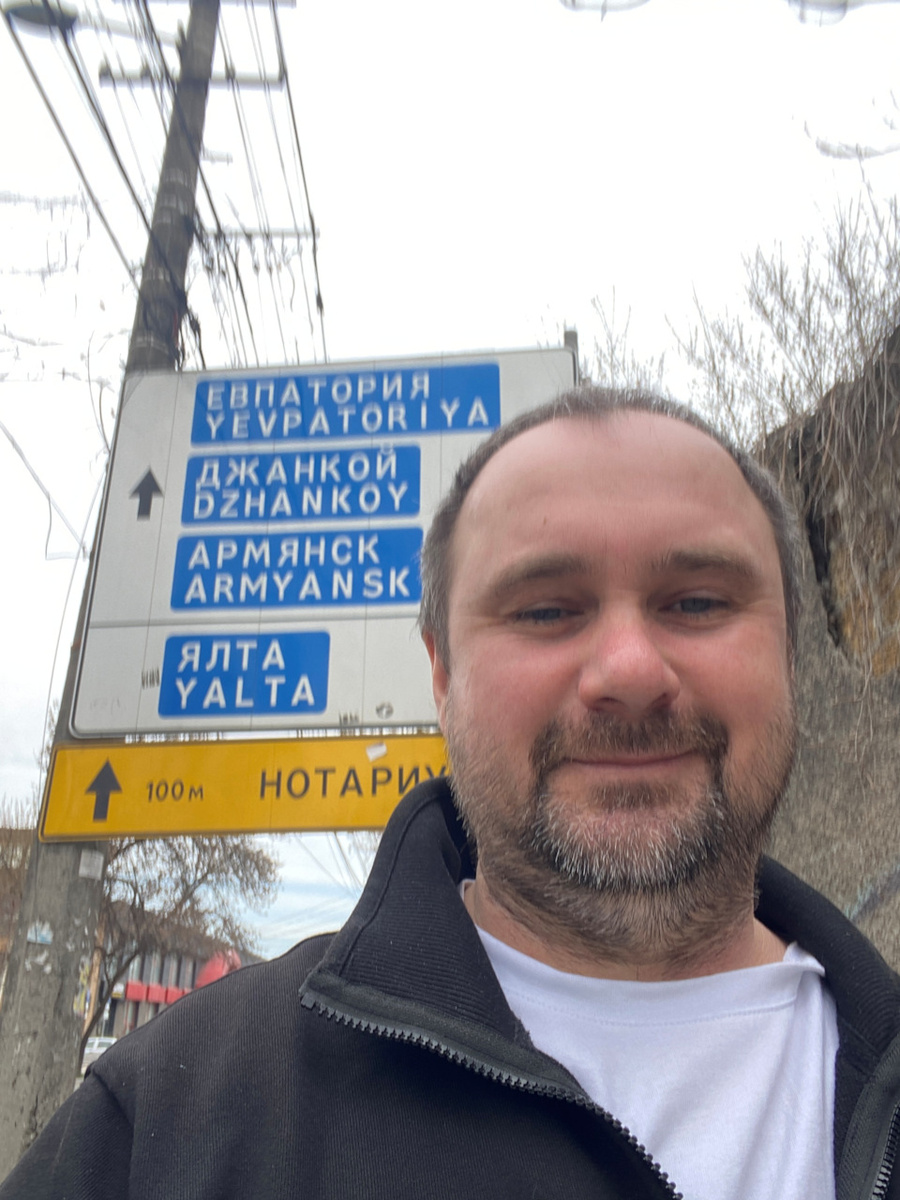 ЕВПАТОРИЯ
YEVPATORIYA
ДЖАНКОЙ
DZHANKOY
АРМЯНСК
ARMYANSK
ЯЛТА
YALTA
100м НОТАРИУ